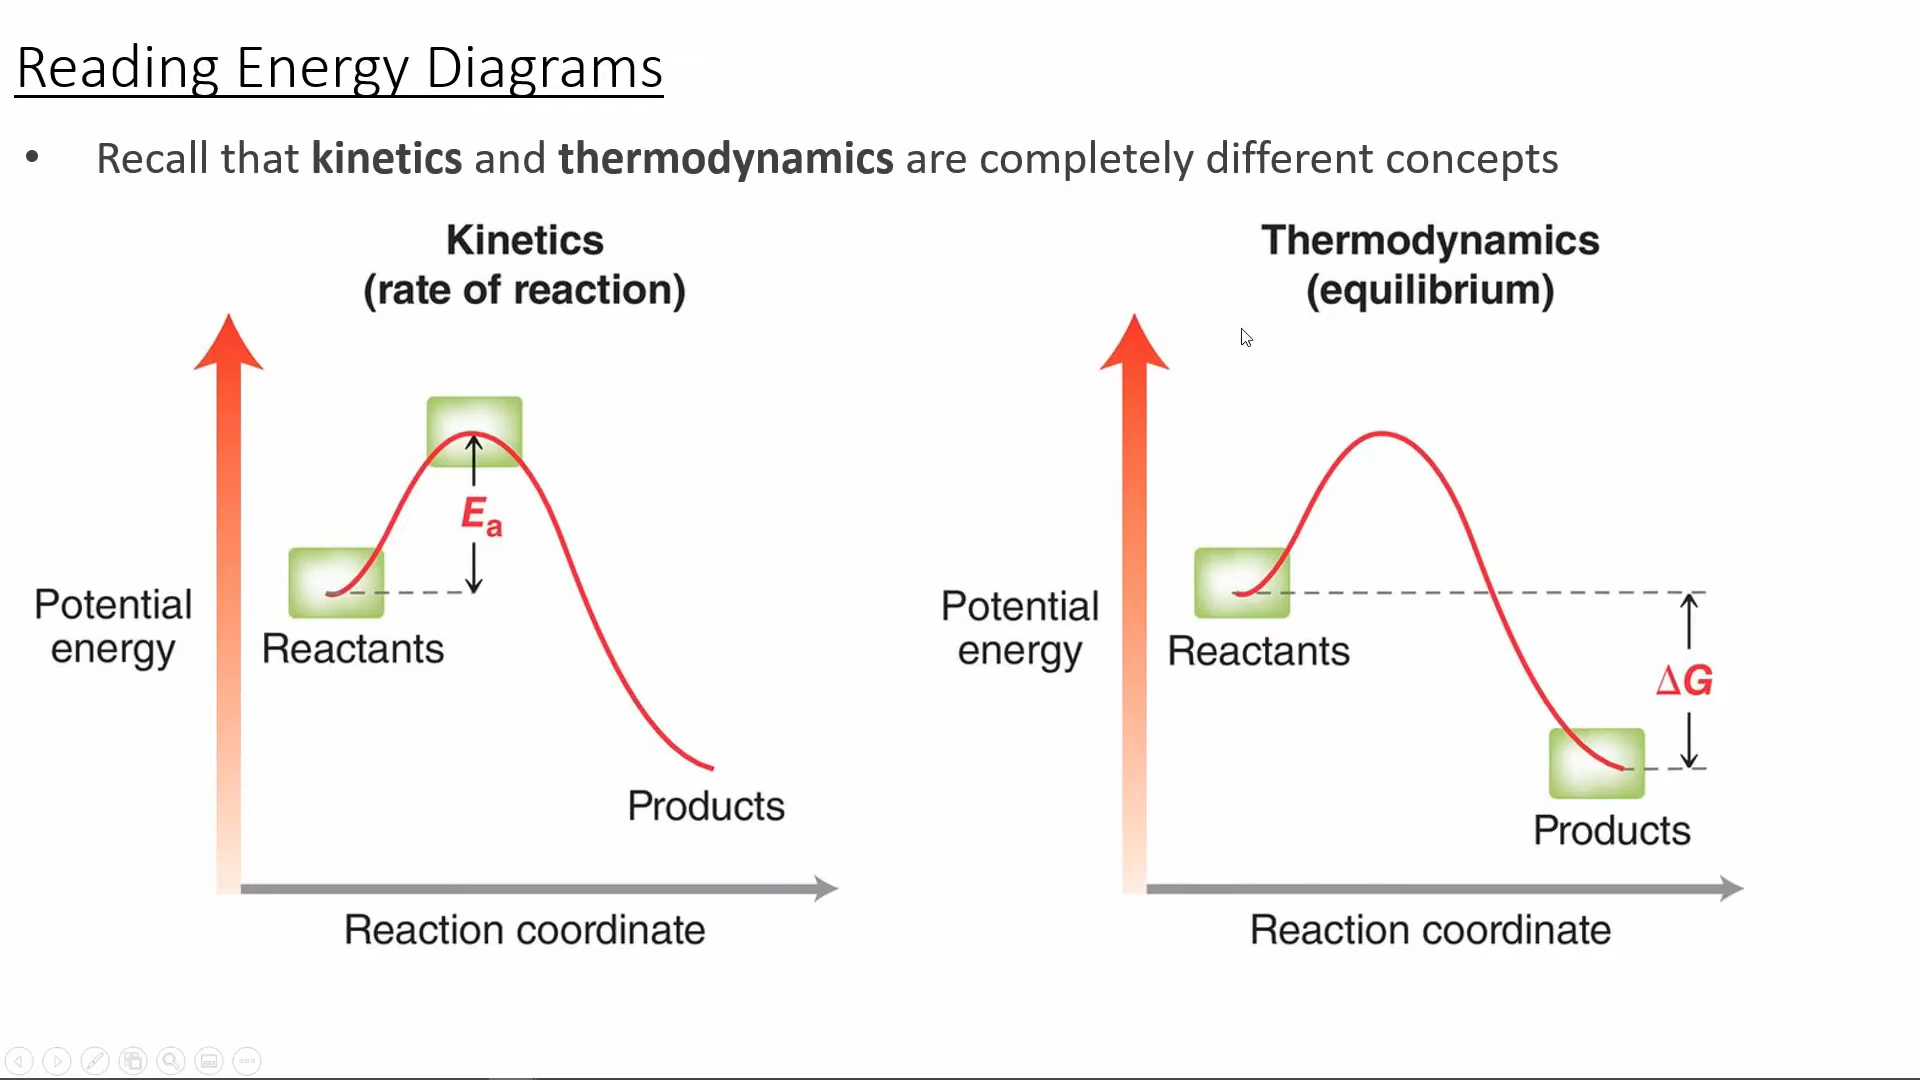 Reading Energy Diagrams
• Recall that kinetics and thermodynamics are completely different concepts
Kinetics
(rate of reaction)
Potential
energy
Ea
Reactants
Products
Reaction coordinate
Thermodynamics
(equilibrium)
Potential
energy
Reactants
ΔG
Products
Reaction coordinate